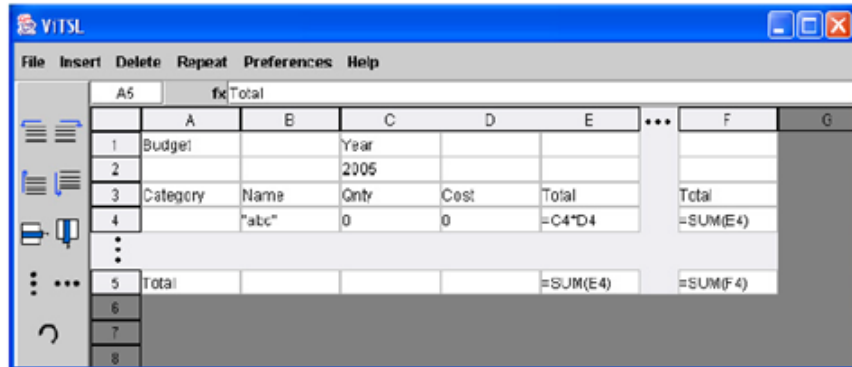 ViTSL
File Insert Delete Repeat Preferences Help
A5 fx Total
A B C D E ••• F G
1 Budget Year
2 2005
3 Category Name Qnty Cost Total Total
4 "abc" 0 0 =C4*D4 =SUM(E4)
5 Total =SUM(E4) =SUM(F4)
6
7
8